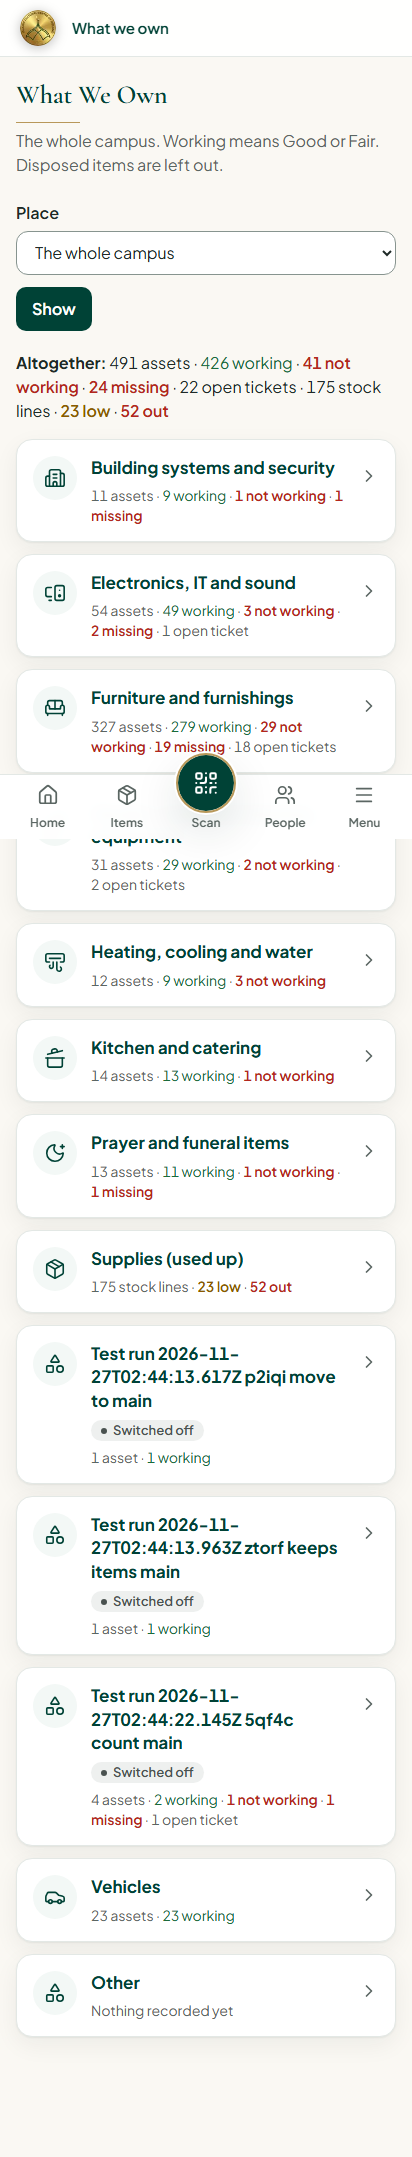 What we own
What We Own
The whole campus. Working means Good or Fair.
Disposed items are left out.
Place
The whole campus
Show
Altogether: 491 assets · 426 working · 41 not
working · 24 missing · 22 open tickets · 175 stock
lines · 23 low · 52 out
Building systems and security
11 assets · 9 working · 1 not working · 1
missing
Electronics, IT and sound
54 assets · 49 working · 3 not working ·
2 missing · 1 open ticket
Furniture and furnishings
327 assets · 279 working · 29 not
working · 19 missing · 18 open tickets
Home
Items
Scan
People
Menu
equipment
31 assets · 29 working · 2 not working ·
2 open tickets
Heating, cooling and water
12 assets · 9 working · 3 not working
Kitchen and catering
14 assets · 13 working · 1 not working
Prayer and funeral items
13 assets · 11 working · 1 not working ·
1 missing
Supplies (used up)
175 stock lines · 23 low · 52 out
Test run 2026-11-
27T02:44:13.617Z p2iqi move
to main
Switched off
1 asset · 1 working
Test run 2026-11-
27T02:44:13.963Z ztorf keeps
items main
Switched off
1 asset · 1 working
Test run 2026-11-
27T02:44:22.145Z 5qf4c
count main
Switched off
4 assets · 2 working · 1 not working · 1
missing · 1 open ticket
Vehicles
23 assets · 23 working
Other
Nothing recorded yet